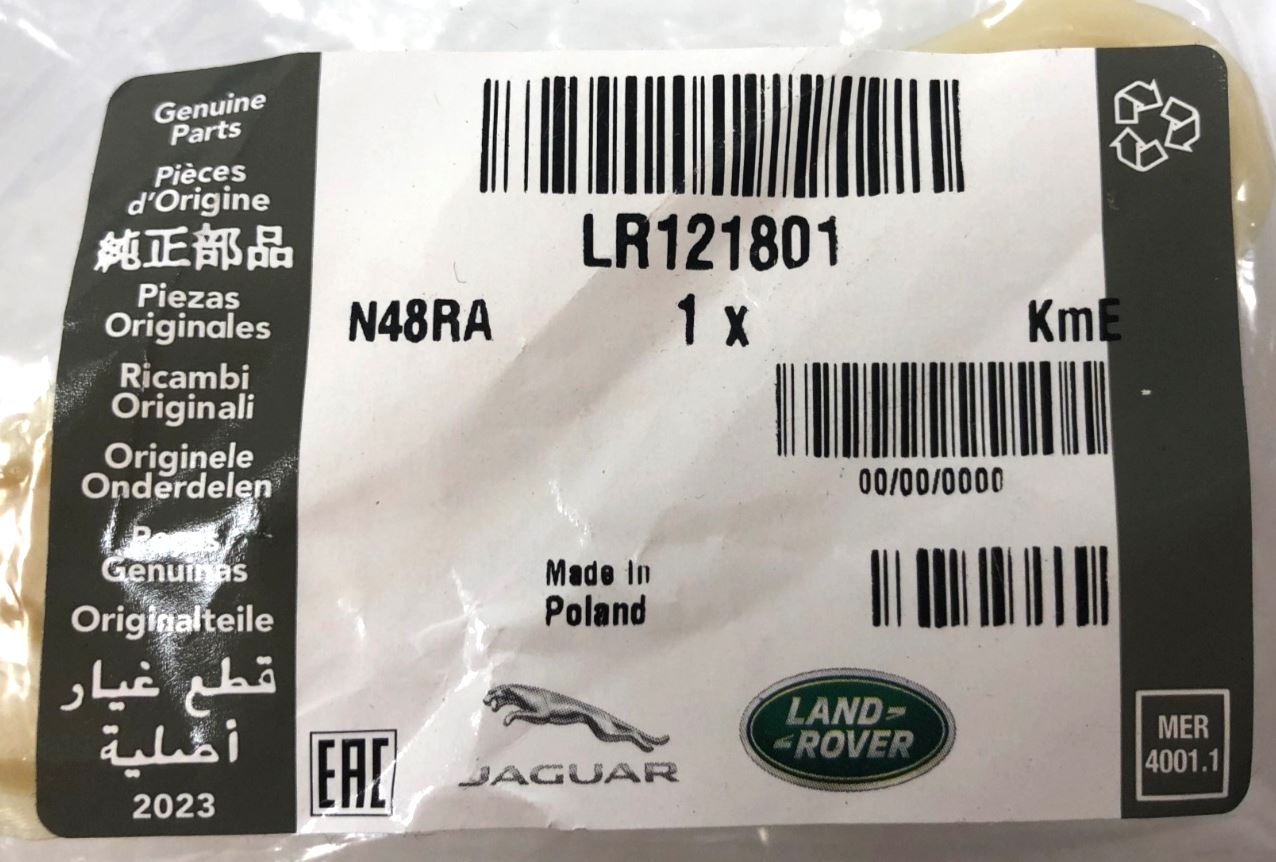 Genuine
Parts
Pièces
d'Origine
純正部品
Piezas
Originales
Ricambi
Originali
Originele
Onderdelen
Genuinas
Originalteile
قطع غيار
أصلية
2023
LR121801
N48RA 1 x KmE
00/00/0000
Made In
Poland
EAC
JAGUAR
LAND-
-ROVER
MER
4001.1